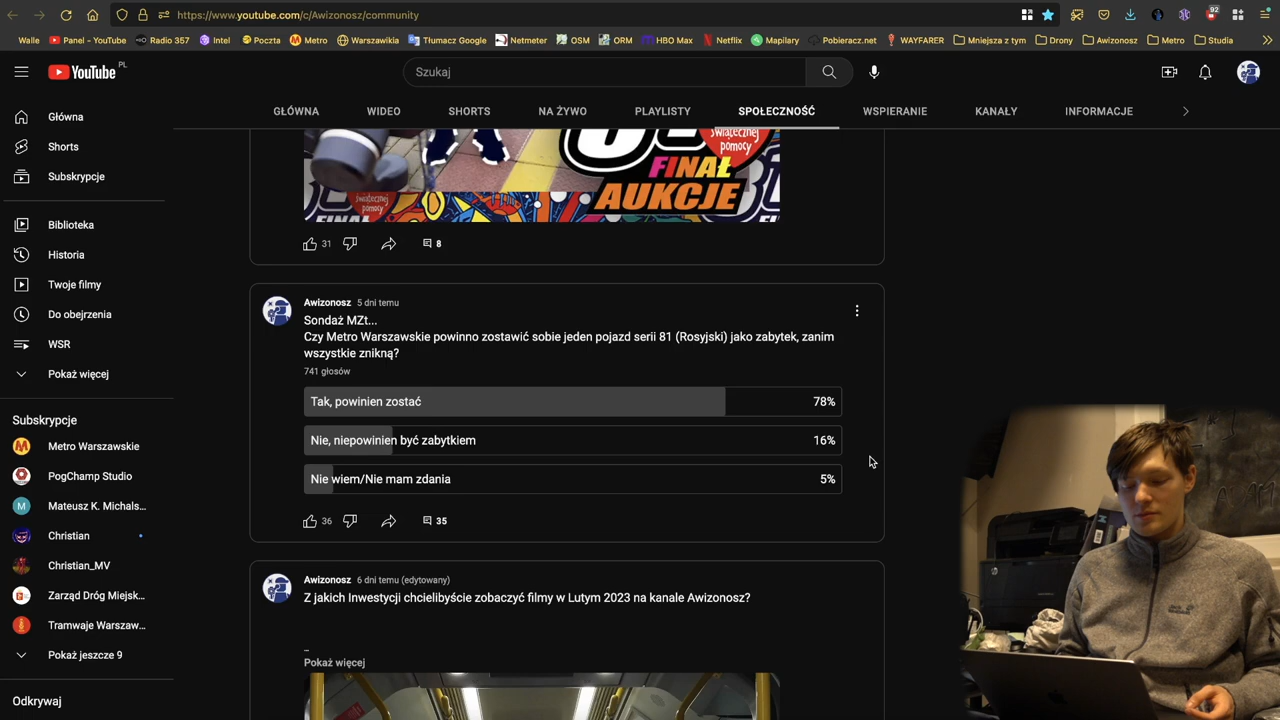 https://www.youtube.com/c/Awizonosz/community
92
Walle
Panel - YouTube
Radio 357
Intel
Poczta
Metro
Warszawikia
Tłumacz Google
Netmeter
OSM
ORM
HBO Max
Netflix
Mapilary
Pobieracz.net
WAYFARER
Mniejsza z tym
Drony
Awizonosz
Metro
Studia
YouTube PL
Szukaj
GŁÓWNA
WIDEO
SHORTS
NA ŻYWO
PLAYLISTY
SPOŁECZNOŚĆ
WSPIERANIE
KANAŁY
INFORMACJE
Główna
Shorts
Subskrypcje
Biblioteka
Historia
Twoje filmy
Do obejrzenia
WSR
Pokaż więcej
Subskrypcje
Metro Warszawskie
PogChamp Studio
Mateusz K. Michals...
Christian
Christian_MV
Zarząd Dróg Miejsk...
Tramwaje Warszaw...
Pokaż jeszcze 9
Odkrywaj
świątecznej
pomocy
FINAŁ
AUKCJE
31
8
Awizonosz 5 dni temu
Sondaż MZt...
Czy Metro Warszawskie powinno zostawić sobie jeden pojazd serii 81 (Rosyjski) jako zabytek, zanim
wszystkie znikną?
741 głosów
Tak, powinien zostać 78%
Nie, niepowinien być zabytkiem 16%
Nie wiem/Nie mam zdania 5%
36
35
Awizonosz 6 dni temu (edytowany)
Z jakich Inwestycji chcielibyście zobaczyć filmy w Lutym 2023 na kanale Awizonosz?
...
Pokaż więcej